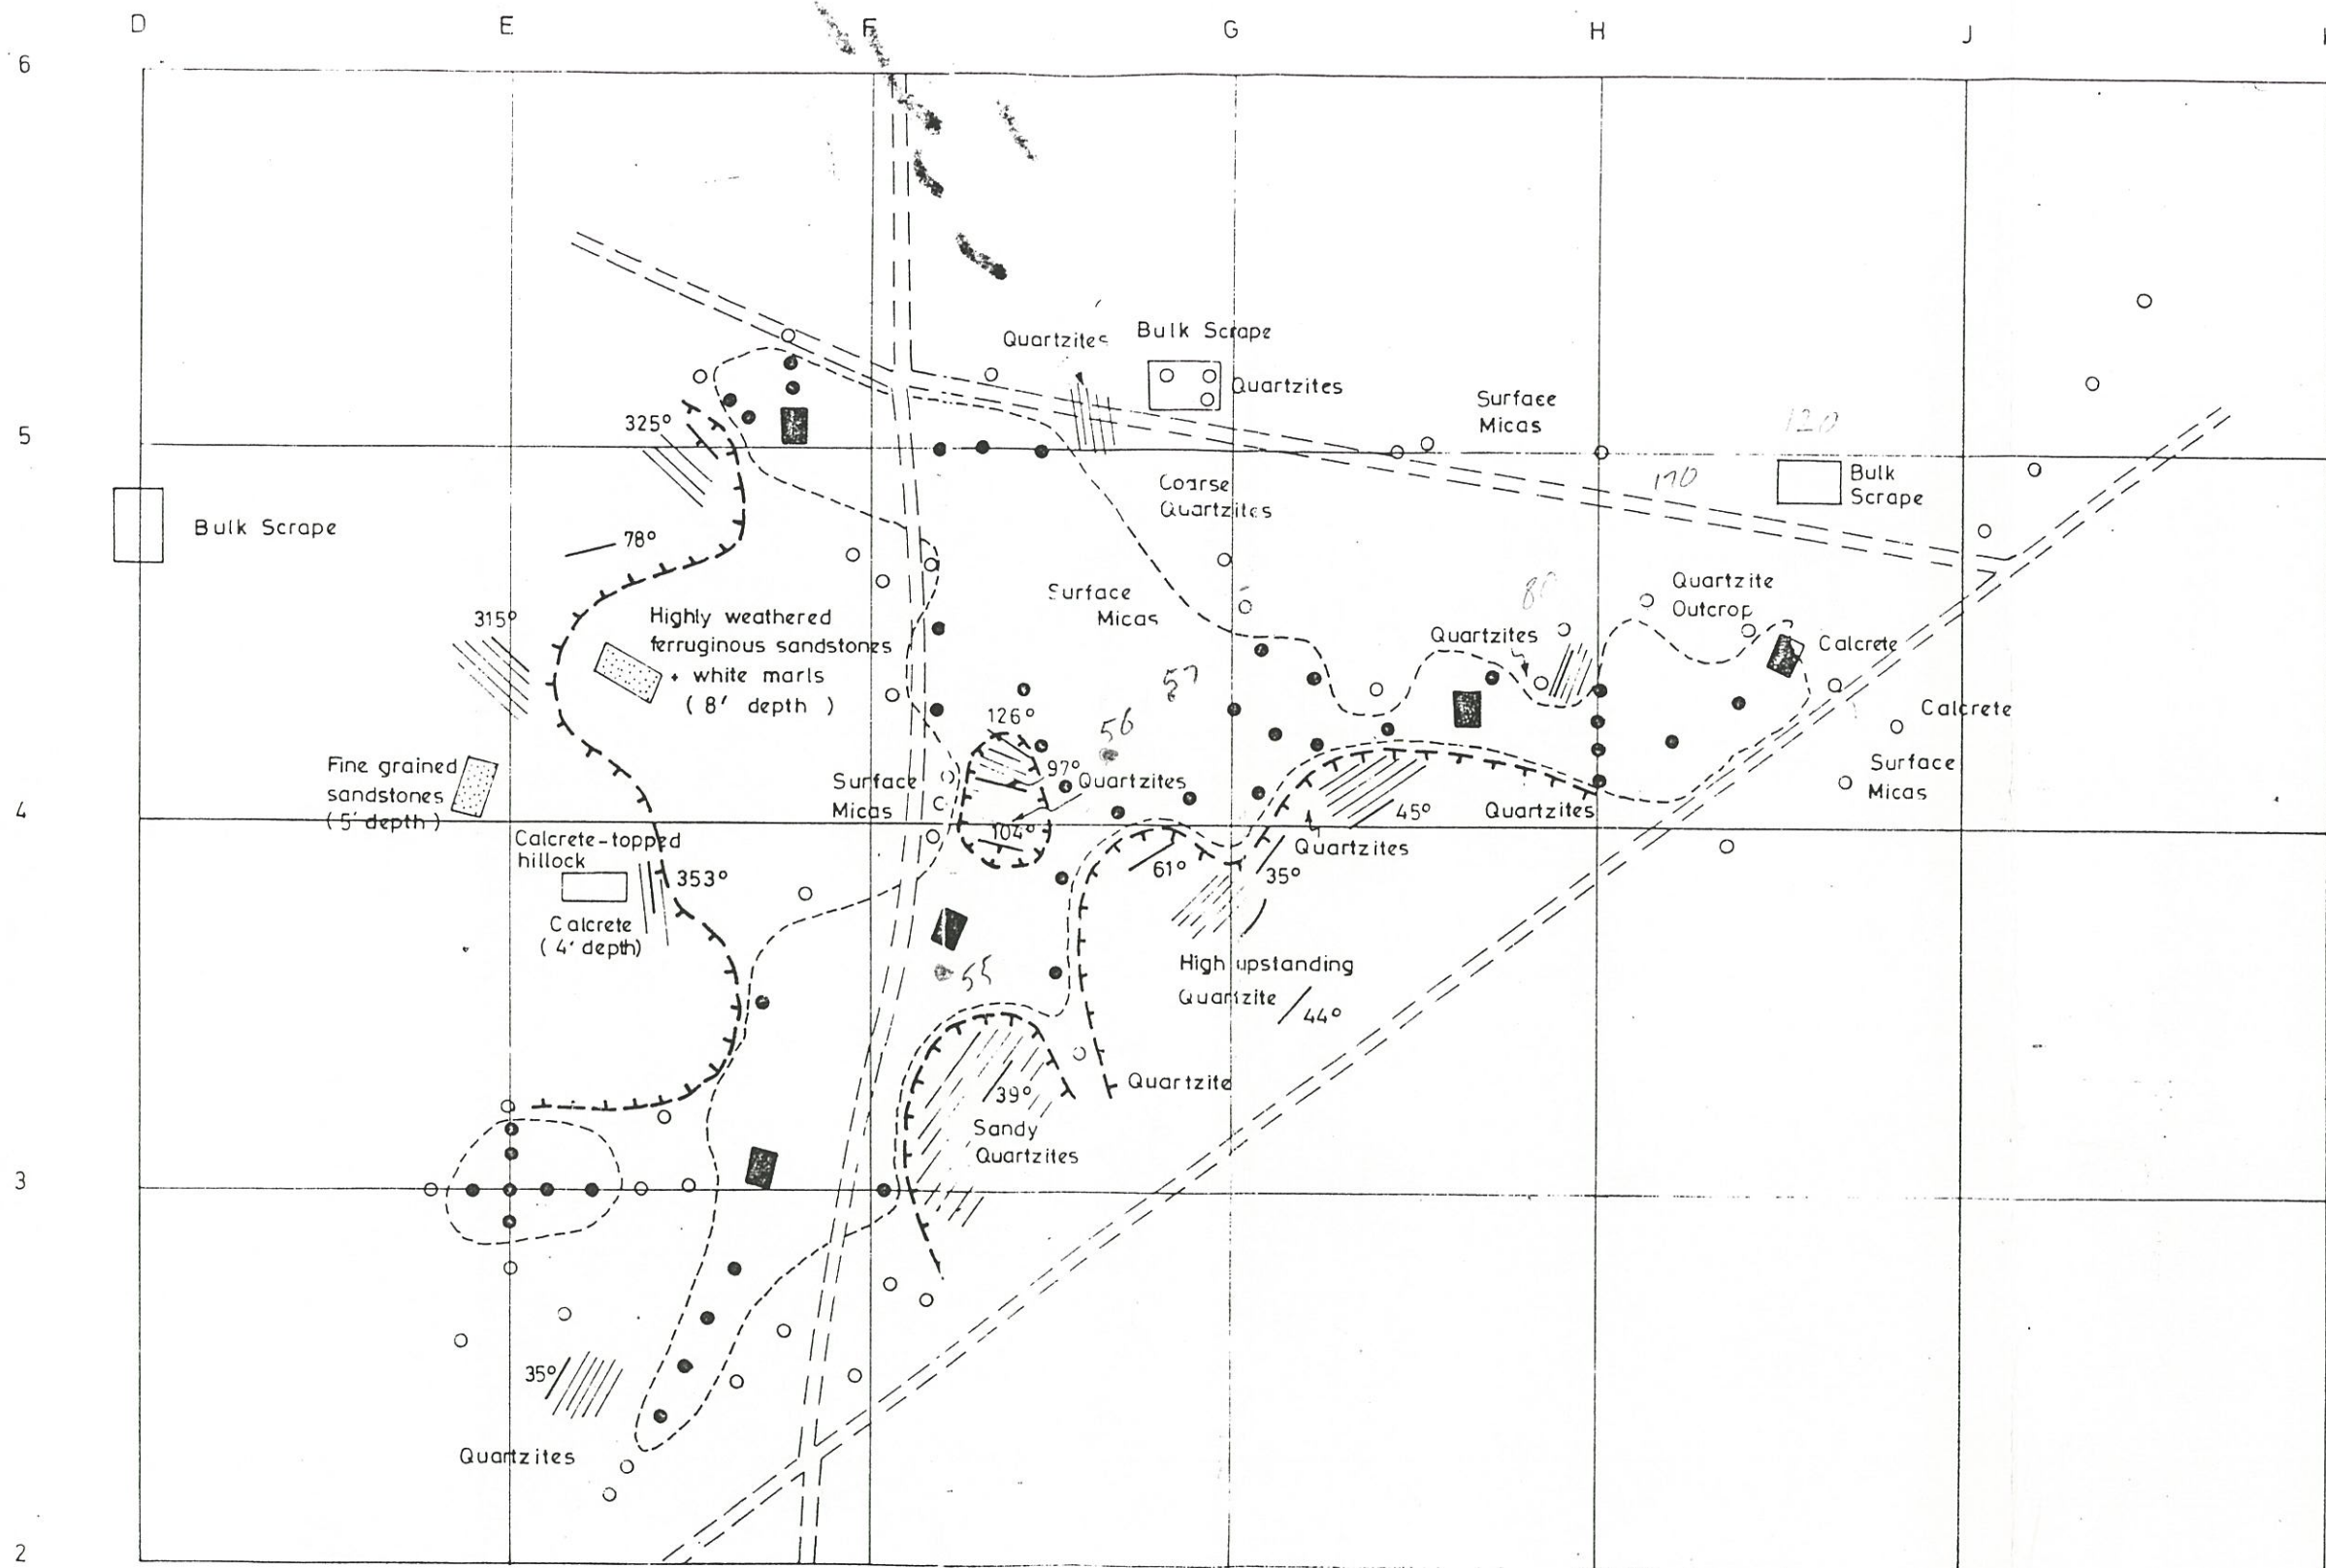 D E F G H J
6
Quartzites
Bulk Scrape
Quartzites
Surface
Micas
120
325°
5
Bulk
Scrape
170
Coarse
Quartzites
Bulk Scrape
78°
Quartzite
Outcrop
80
Surface
Micas
315°
Highly weathered
ferruginous sandstones
+ white marls
( 8' depth )
Quartzites
Calcrete
57
126°
56
Calcrete
Fine grained
sandstones
( 5' depth )
Surface
Micas
97°
Quartzites
Surface
Micas
45°
Quartzites
4
104°
Calcrete-topped
hillock
353°
61°
35°
Quartzites
Calcrete
( 4' depth)
High upstanding
Quartzite
44°
55
39°
Quartzite
Sandy
Quartzites
3
35°
Quartzites
2